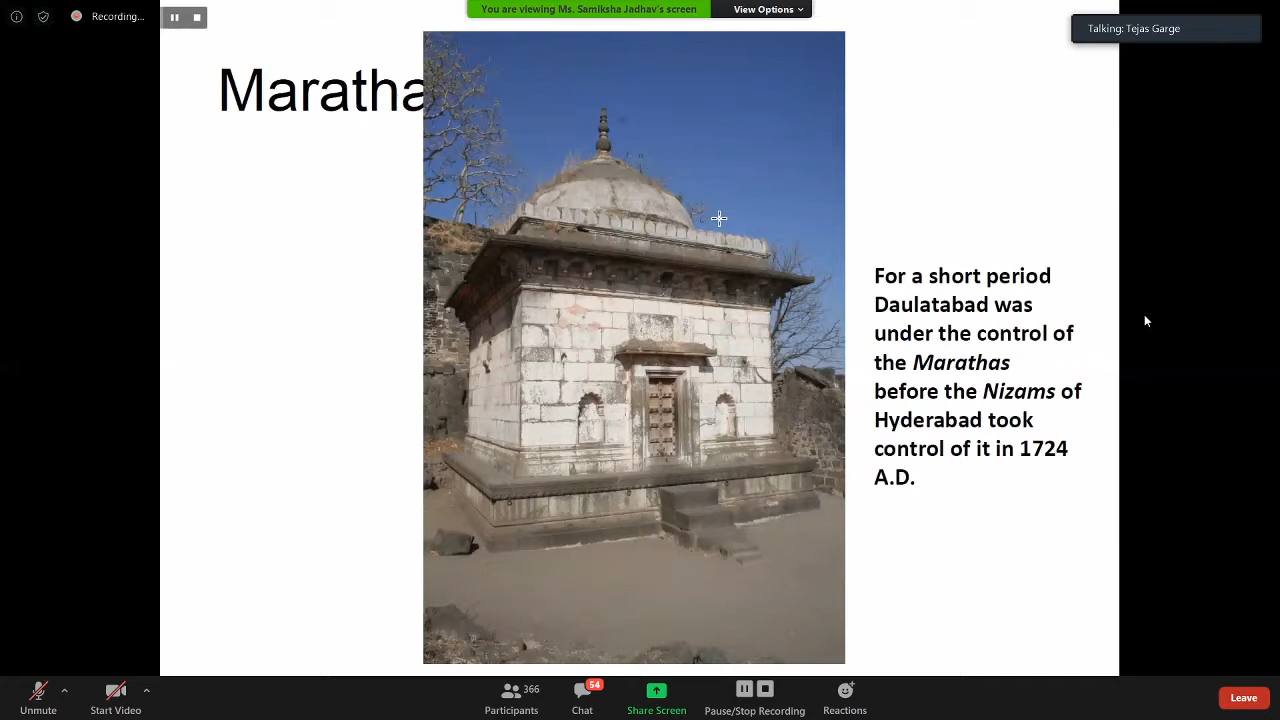 Recording...
You are viewing Ms. Samiksha Jadhav's screen
View Options
Talking: Tejas Garge
Maratha
For a short period
Daulatabad was
under the control of
the Marathas
before the Nizams of
Hyderabad took
control of it in 1724
A.D.
Unmute
Start Video
366
Participants
54
Chat
Share Screen
Pause/Stop Recording
Reactions
Leave